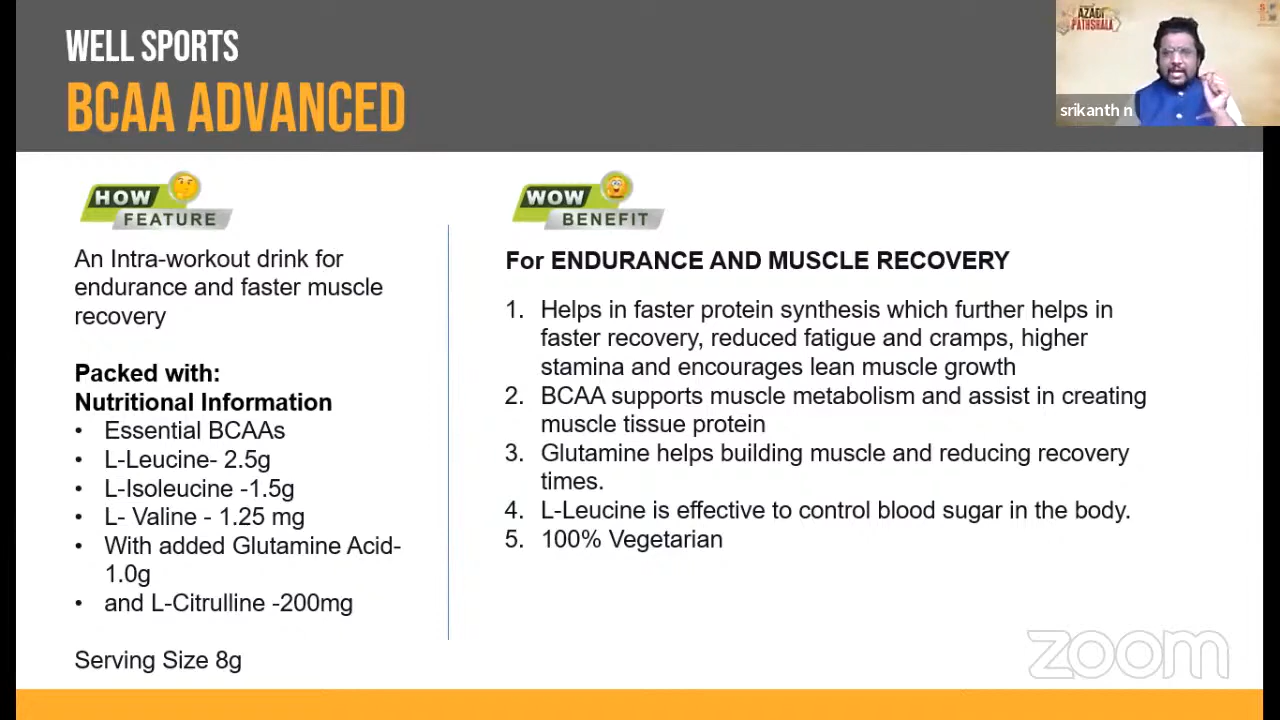 WELL SPORTS
BCAA ADVANCED
AZADI
PATHSHALA
srikanth n
HOW
FEATURE
An Intra-workout drink for
endurance and faster muscle
recovery
Packed with:
Nutritional Information
• Essential BCAAs
• L-Leucine- 2.5g
• L-Isoleucine -1.5g
• L- Valine - 1.25 mg
• With added Glutamine Acid-
1.0g
• and L-Citrulline -200mg
Serving Size 8g
WOW
BENEFIT
For ENDURANCE AND MUSCLE RECOVERY
1. Helps in faster protein synthesis which further helps in
faster recovery, reduced fatigue and cramps, higher
stamina and encourages lean muscle growth
2. BCAA supports muscle metabolism and assist in creating
muscle tissue protein
3. Glutamine helps building muscle and reducing recovery
times.
4. L-Leucine is effective to control blood sugar in the body.
5. 100% Vegetarian
zoom